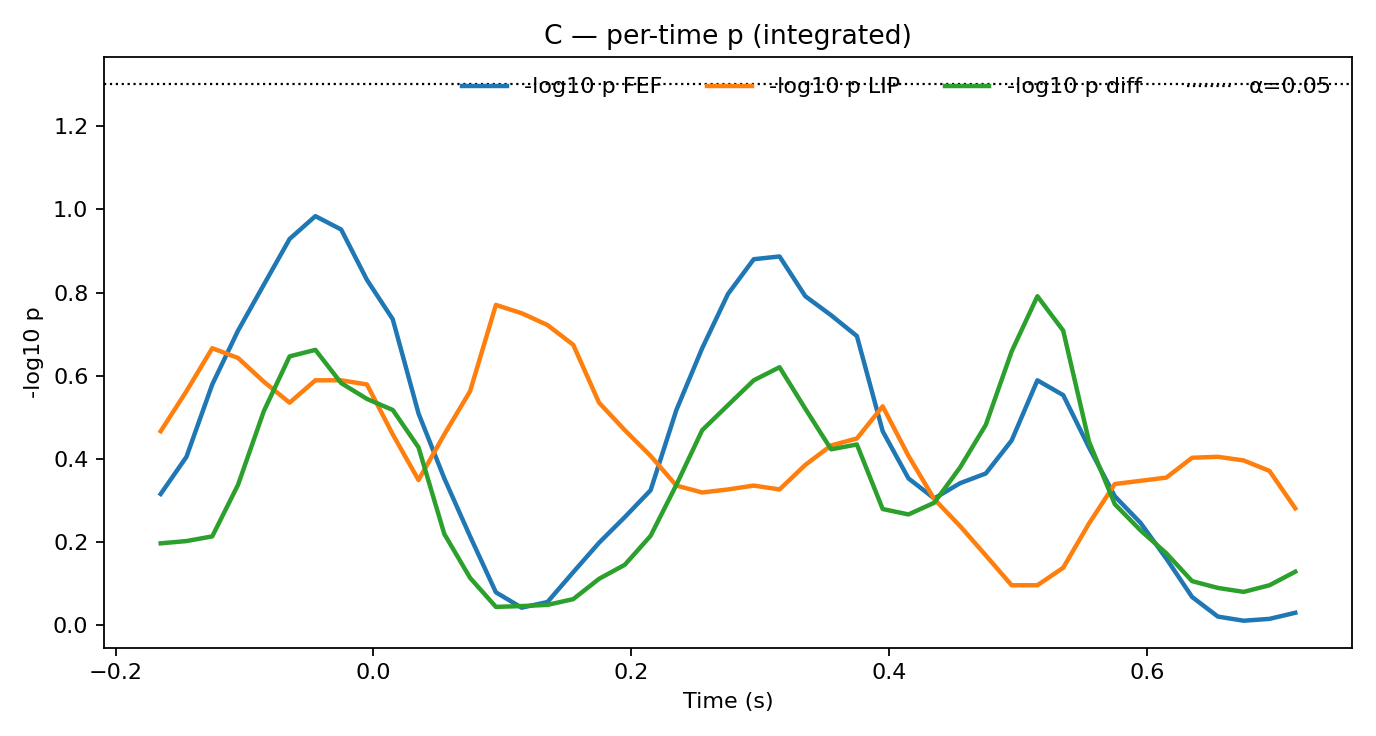 C — per-time p (integrated)
-log10 p FEF
-log10 p LIP
-log10 p diff
α=0.05
-log10 p
1.2
1.0
0.8
0.6
0.4
0.2
0.0
−0.2
0.0
0.2
0.4
0.6
Time (s)